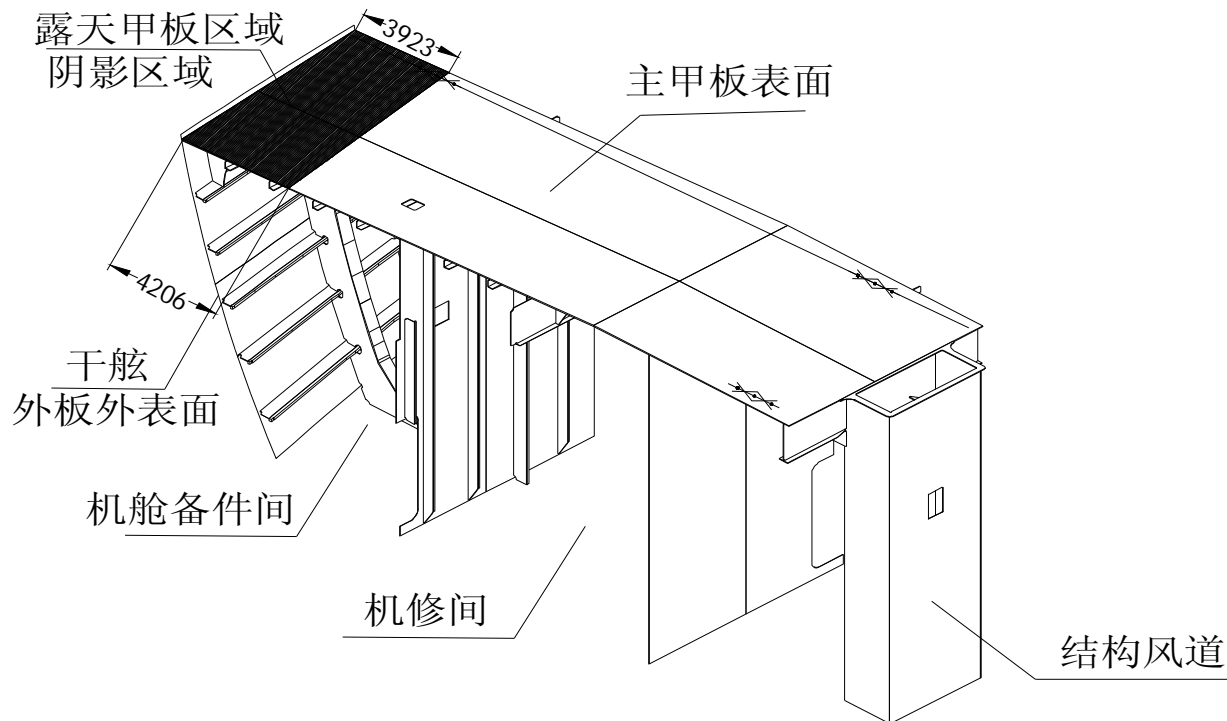 露天甲板区域
阴影区域
3923
主甲板表面
4206
干舷
外板外表面
机舱备件间
机修间
结构风道